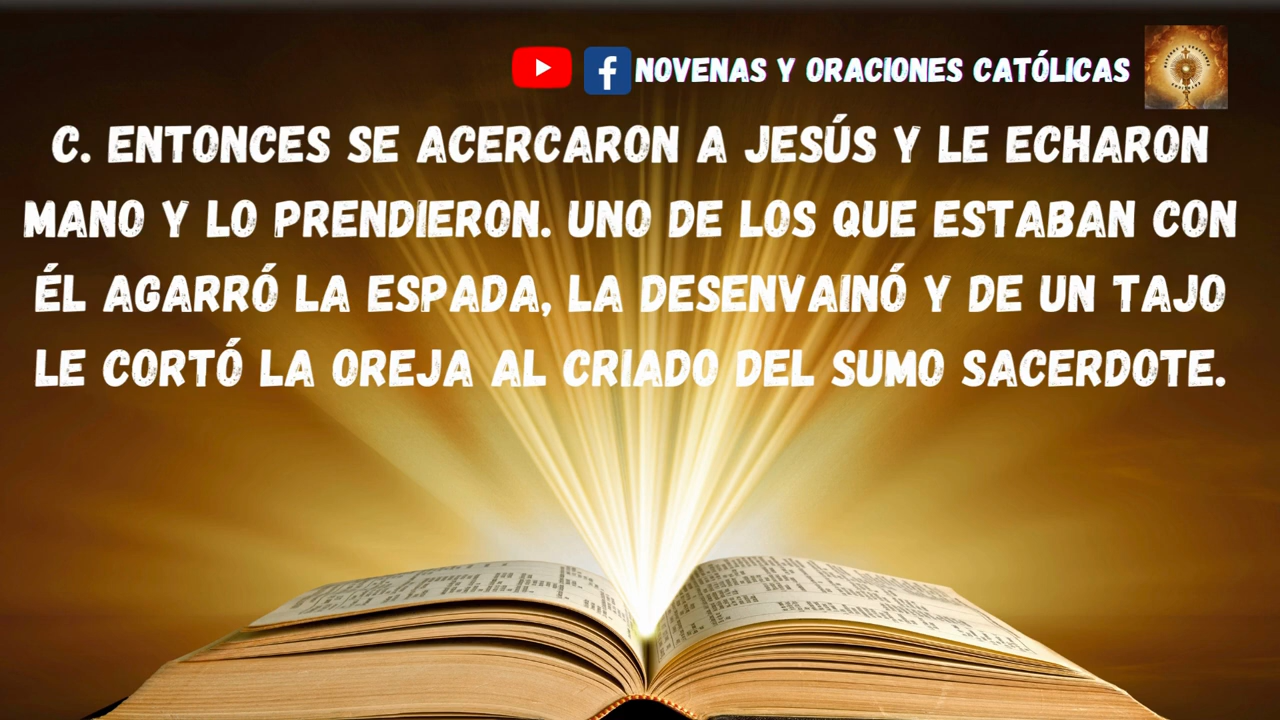 NOVENAS Y ORACIONES CATÓLICAS
C. ENTONCES SE ACERCARON A JESÚS Y LE ECHARON
MANO Y LO PRENDIERON. UNO DE LOS QUE ESTABAN CON
ÉL AGARRÓ LA ESPADA, LA DESENVAINÓ Y DE UN TAJO
LE CORTÓ LA OREJA AL CRIADO DEL SUMO SACERDOTE.